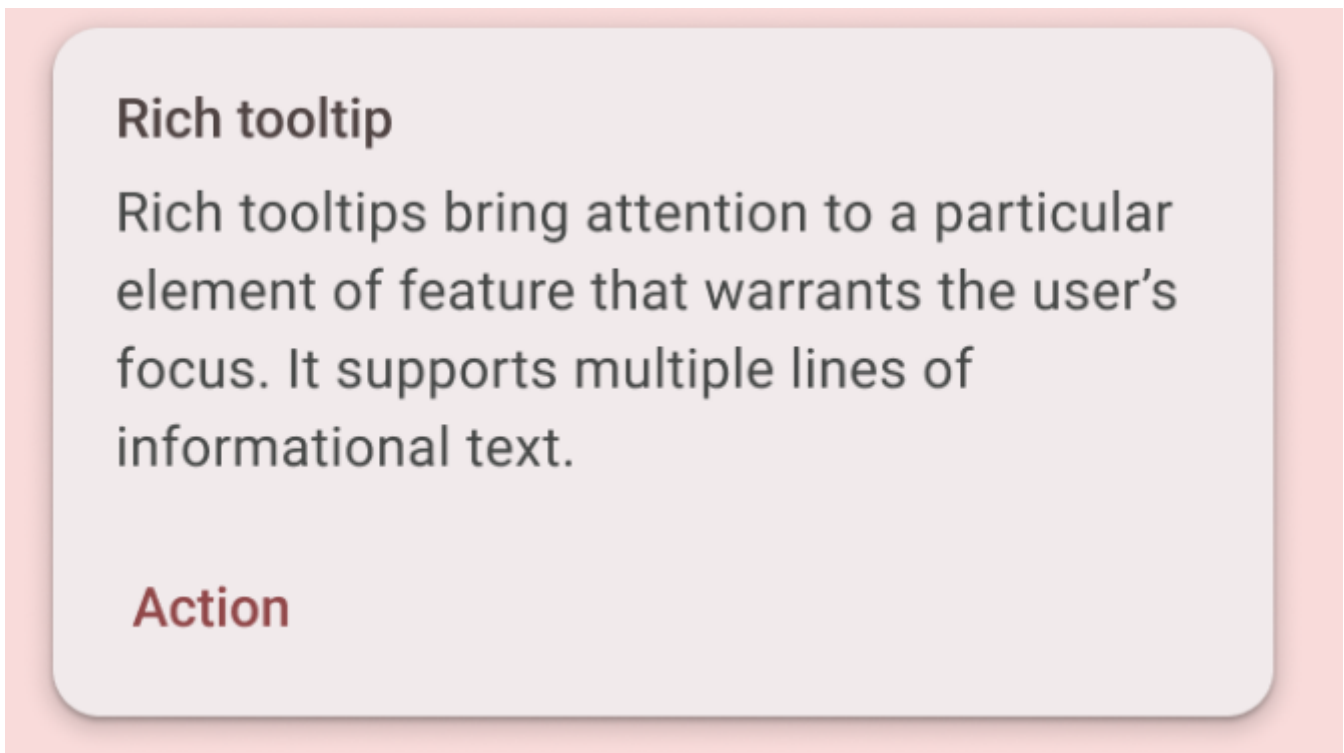 Rich tooltip
Rich tooltips bring attention to a particular
element of feature that warrants the user’s
focus. It supports multiple lines of
informational text.
Action